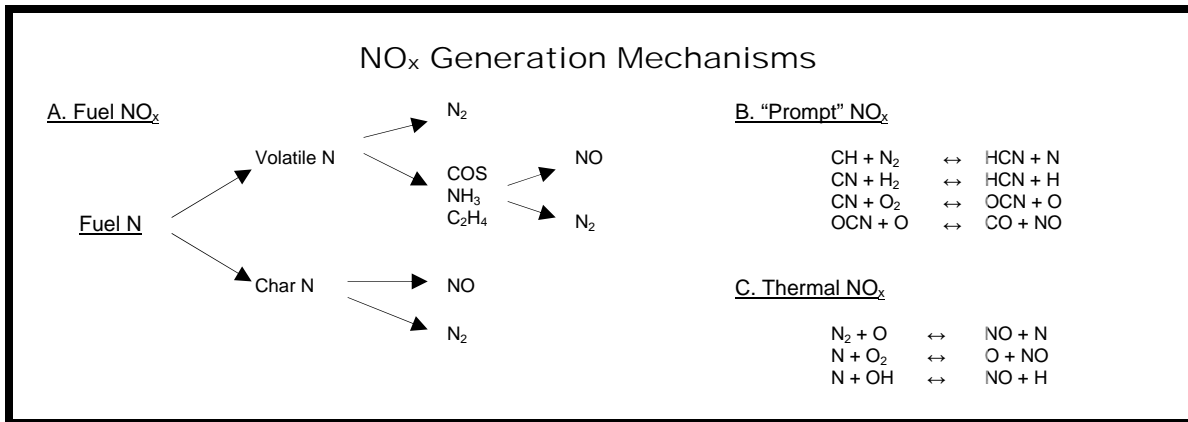 NOₓ Generation Mechanisms
A. Fuel NOₓ
N₂
Volatile N
NO
COS
NH₃
C₂H₄
Fuel N
N₂
Char N
NO
N₂
B. “Prompt” NOₓ
CH + N₂ ↔ HCN + N
CN + H₂ ↔ HCN + H
CN + O₂ ↔ OCN + O
OCN + O ↔ CO + NO
C. Thermal NOₓ
N₂ + O ↔ NO + N
N + O₂ ↔ O + NO
N + OH ↔ NO + H